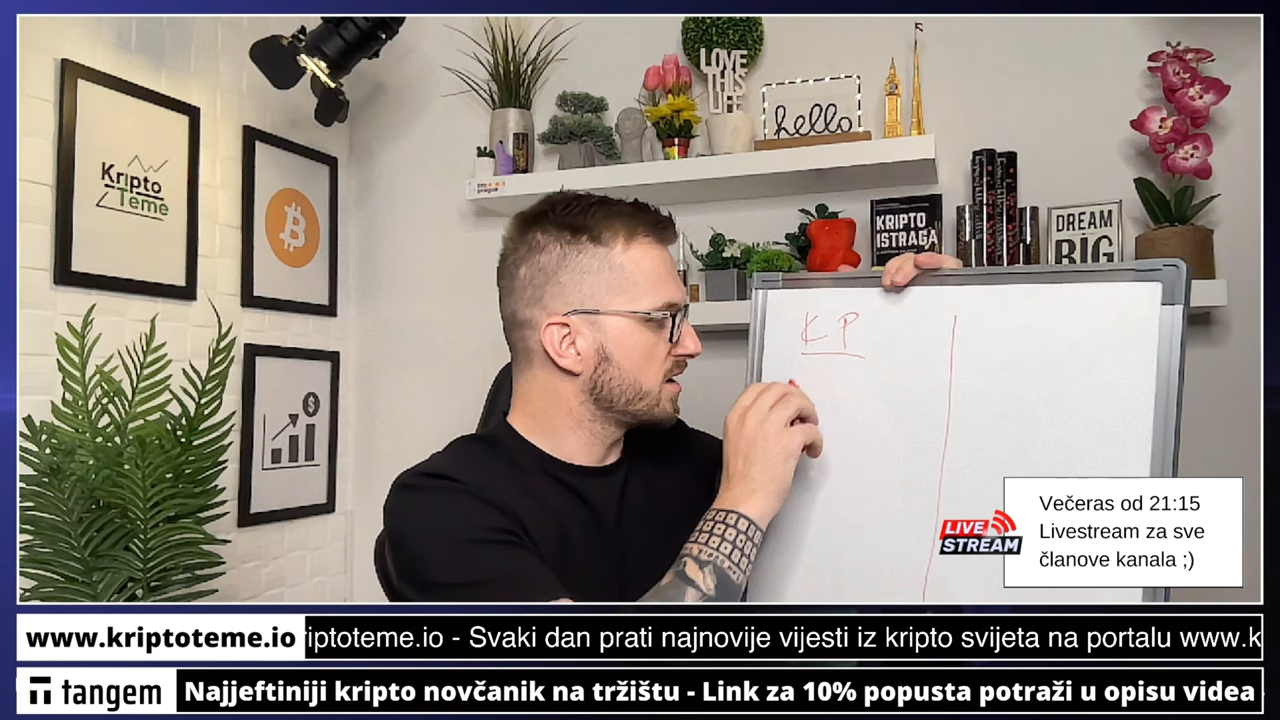 LOVE
THIS
LIFE
hello
Kripto
Teme
KRIPTO
ISTRAGA
DREAM
BIG
K P
Večeras od 21:15
Livestream za sve
članove kanala ;)
LIVE
STREAM
www.kriptoteme.io
iptoteme.io - Svaki dan prati najnovije vijesti iz kripto svijeta na portalu www.k
tangem
Najjeftiniji kripto novčanik na tržištu - Link za 10% popusta potraži u opisu videa